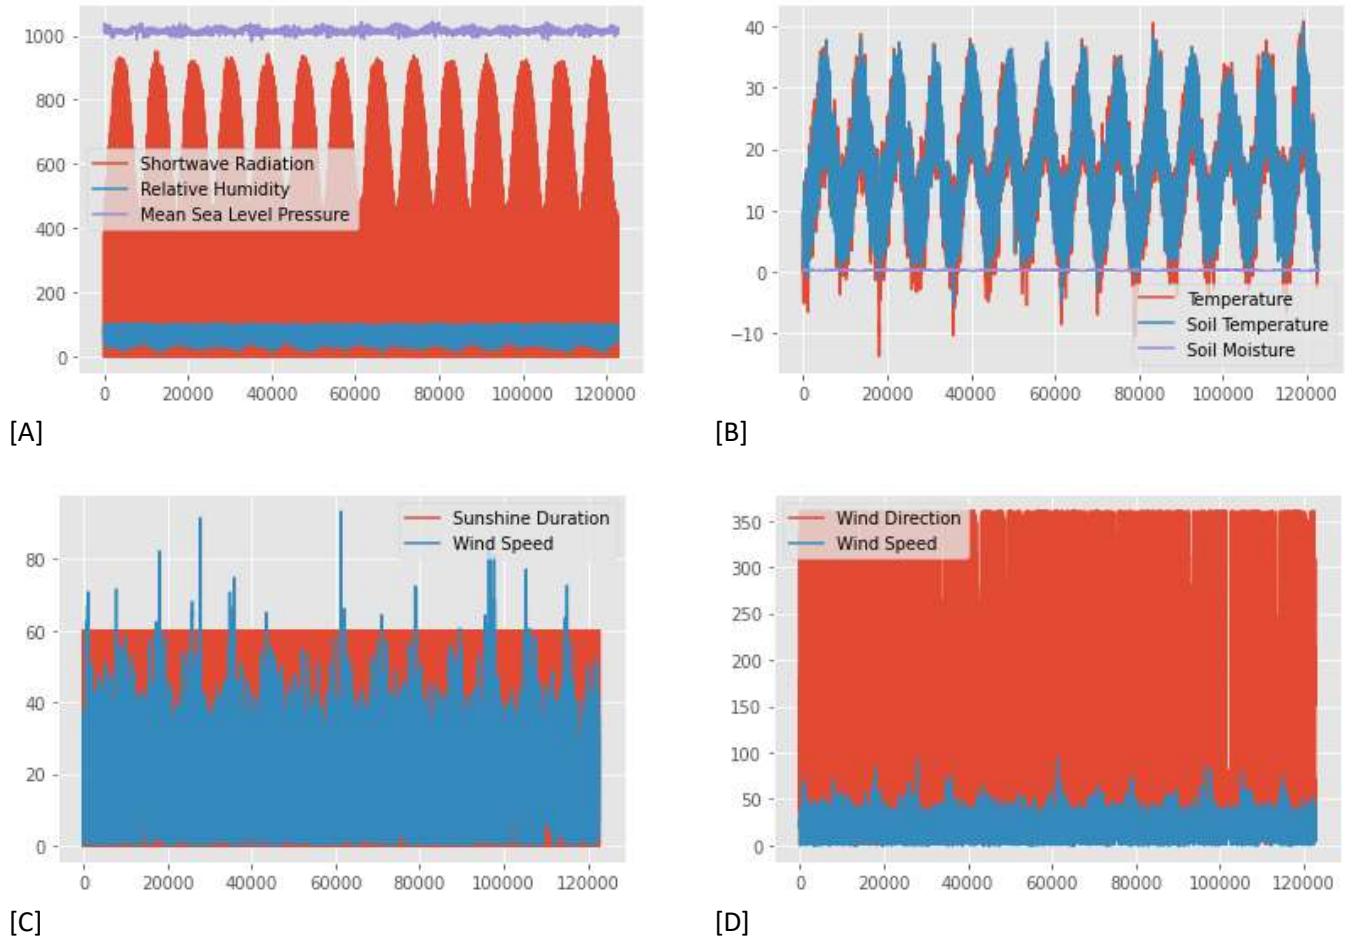 1000
800
600
400
200
0
Shortwave Radiation
Relative Humidity
Mean Sea Level Pressure
0 20000 40000 60000 80000 100000 120000
[A]
40
30
20
10
0
−10
Temperature
Soil Temperature
Soil Moisture
0 20000 40000 60000 80000 100000 120000
[B]
80
60
40
20
0
Sunshine Duration
Wind Speed
0 20000 40000 60000 80000 100000 120000
[C]
350
300
250
200
150
100
50
0
Wind Direction
Wind Speed
0 20000 40000 60000 80000 100000 120000
[D]